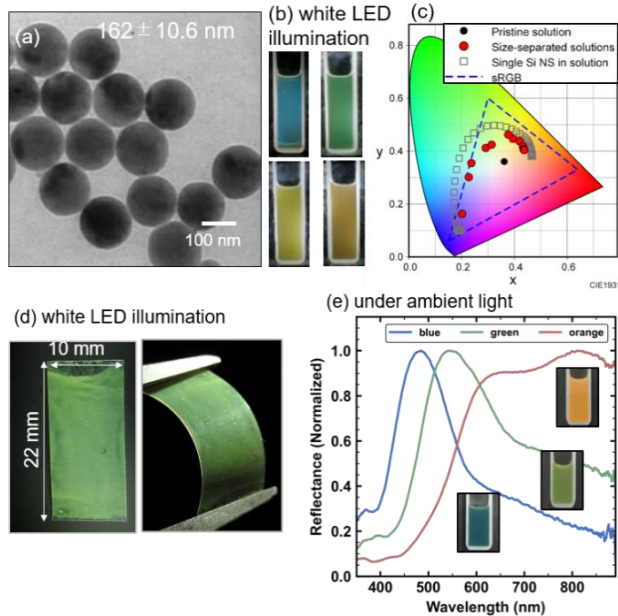 (a)
162 ± 10.6 nm
100 nm
(b) white LED
illumination
(c)
Pristine solution
Size-separated solutions
Single Si NS in solution
sRGB
0.8
0.6
0.4
0.2
0.0
y
0.0 0.2 0.4 0.6
x
CIE193
(d) white LED illumination
10 mm
22 mm
(e) under ambient light
blue green orange
Reflectance (Normalized)
1.0
0.8
0.6
0.4
0.2
0.0
400 500 600 700 800
Wavelength (nm)